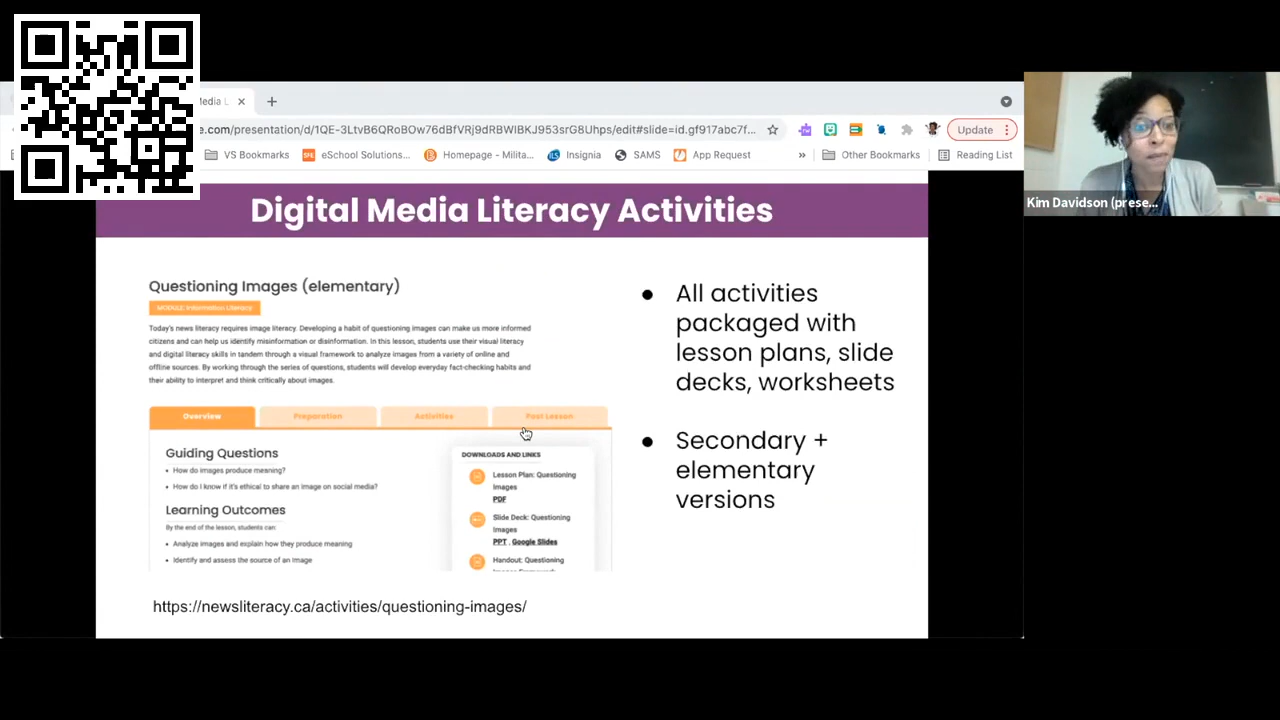 Media L
e.com/presentation/d/1QE-3LtvB6QRoBOw76dBfVRj9dRBWIBKJ953srG8Uhps/edit#slide=id.gf917abc7f...
Update
VS Bookmarks
eSchool Solutions...
Homepage - Milita...
Insignia
SAMS
App Request
»
Other Bookmarks
Reading List
Kim Davidson (prese...
Digital Media Literacy Activities
Questioning Images (elementary)
MODULE: Information Literacy
Today's news literacy requires image literacy. Developing a habit of questioning images can make us more informed
citizens and can help us identify misinformation or disinformation. In this lesson, students use their visual literacy
and digital literacy skills in tandem through a visual framework to analyze images from a variety of online and
offline sources. By working through the series of questions, students will develop everyday fact-checking habits and
their ability to interpret and think critically about images.
Overview
Preparation
Activities
Post Lesson
Guiding Questions
• How do images produce meaning?
• How do I know if it's ethical to share an image on social media?
Learning Outcomes
By the end of the lesson, students can
• Analyze images and explain how they produce meaning
• Identify and assess the source of an image
DOWNLOADS AND LINKS
Lesson Plan: Questioning
Images
PDF
Slide Deck: Questioning
Images
PPT , Google Slides
Handout: Questioning
● All activities
packaged with
lesson plans, slide
decks, worksheets
● Secondary +
elementary
versions
https://newsliteracy.ca/activities/questioning-images/